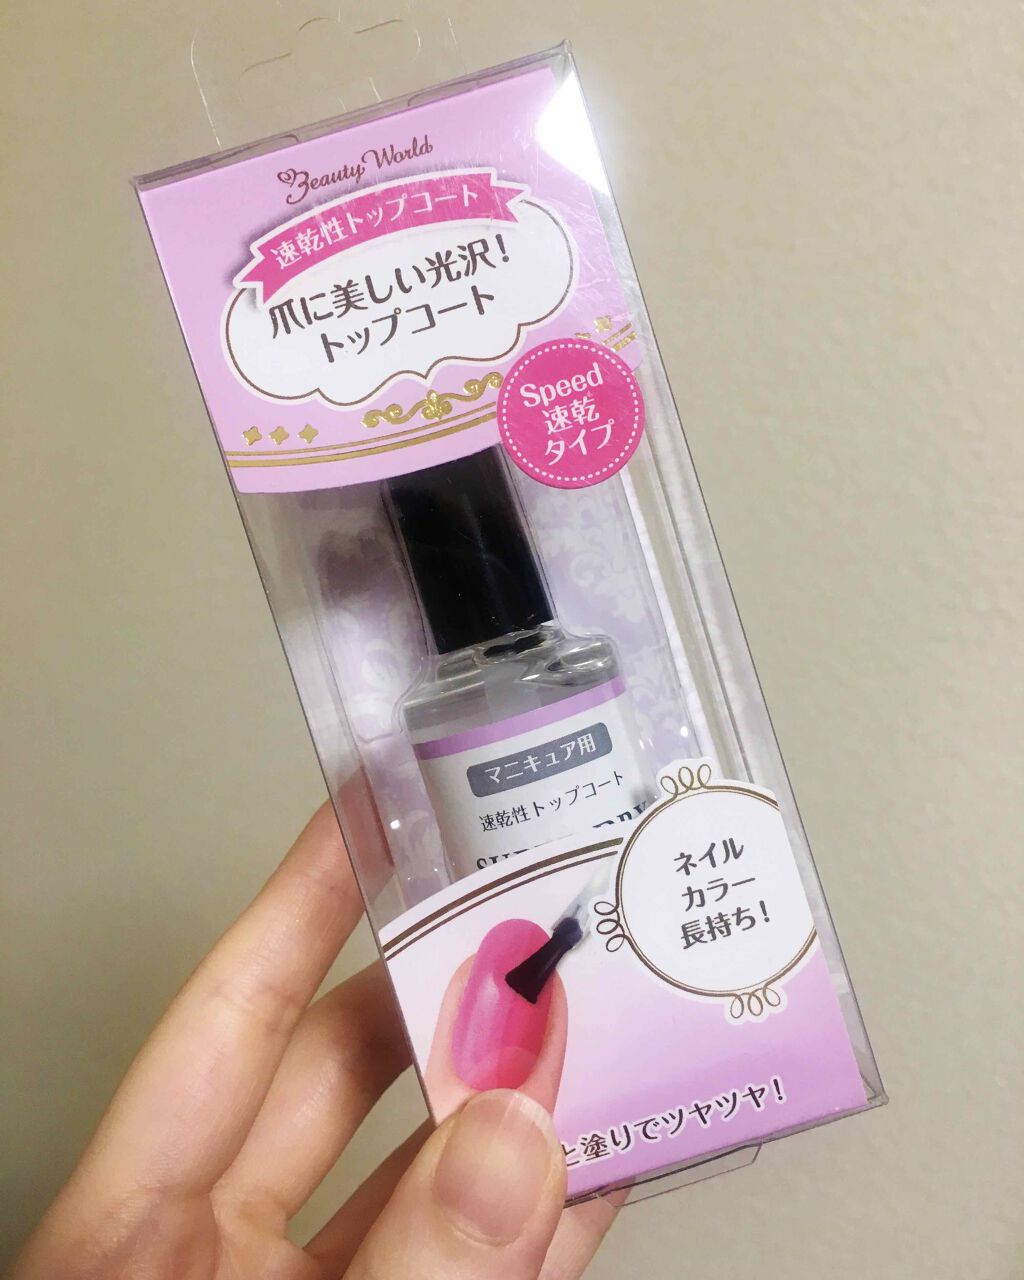 Beauty World
速乾性トップコート
爪に美しい光沢!
トップコート
Speed
速乾
タイプ
マニキュア用
速乾性トップコート
ネイル
カラー
長持ち!
と塗りでツヤツヤ!